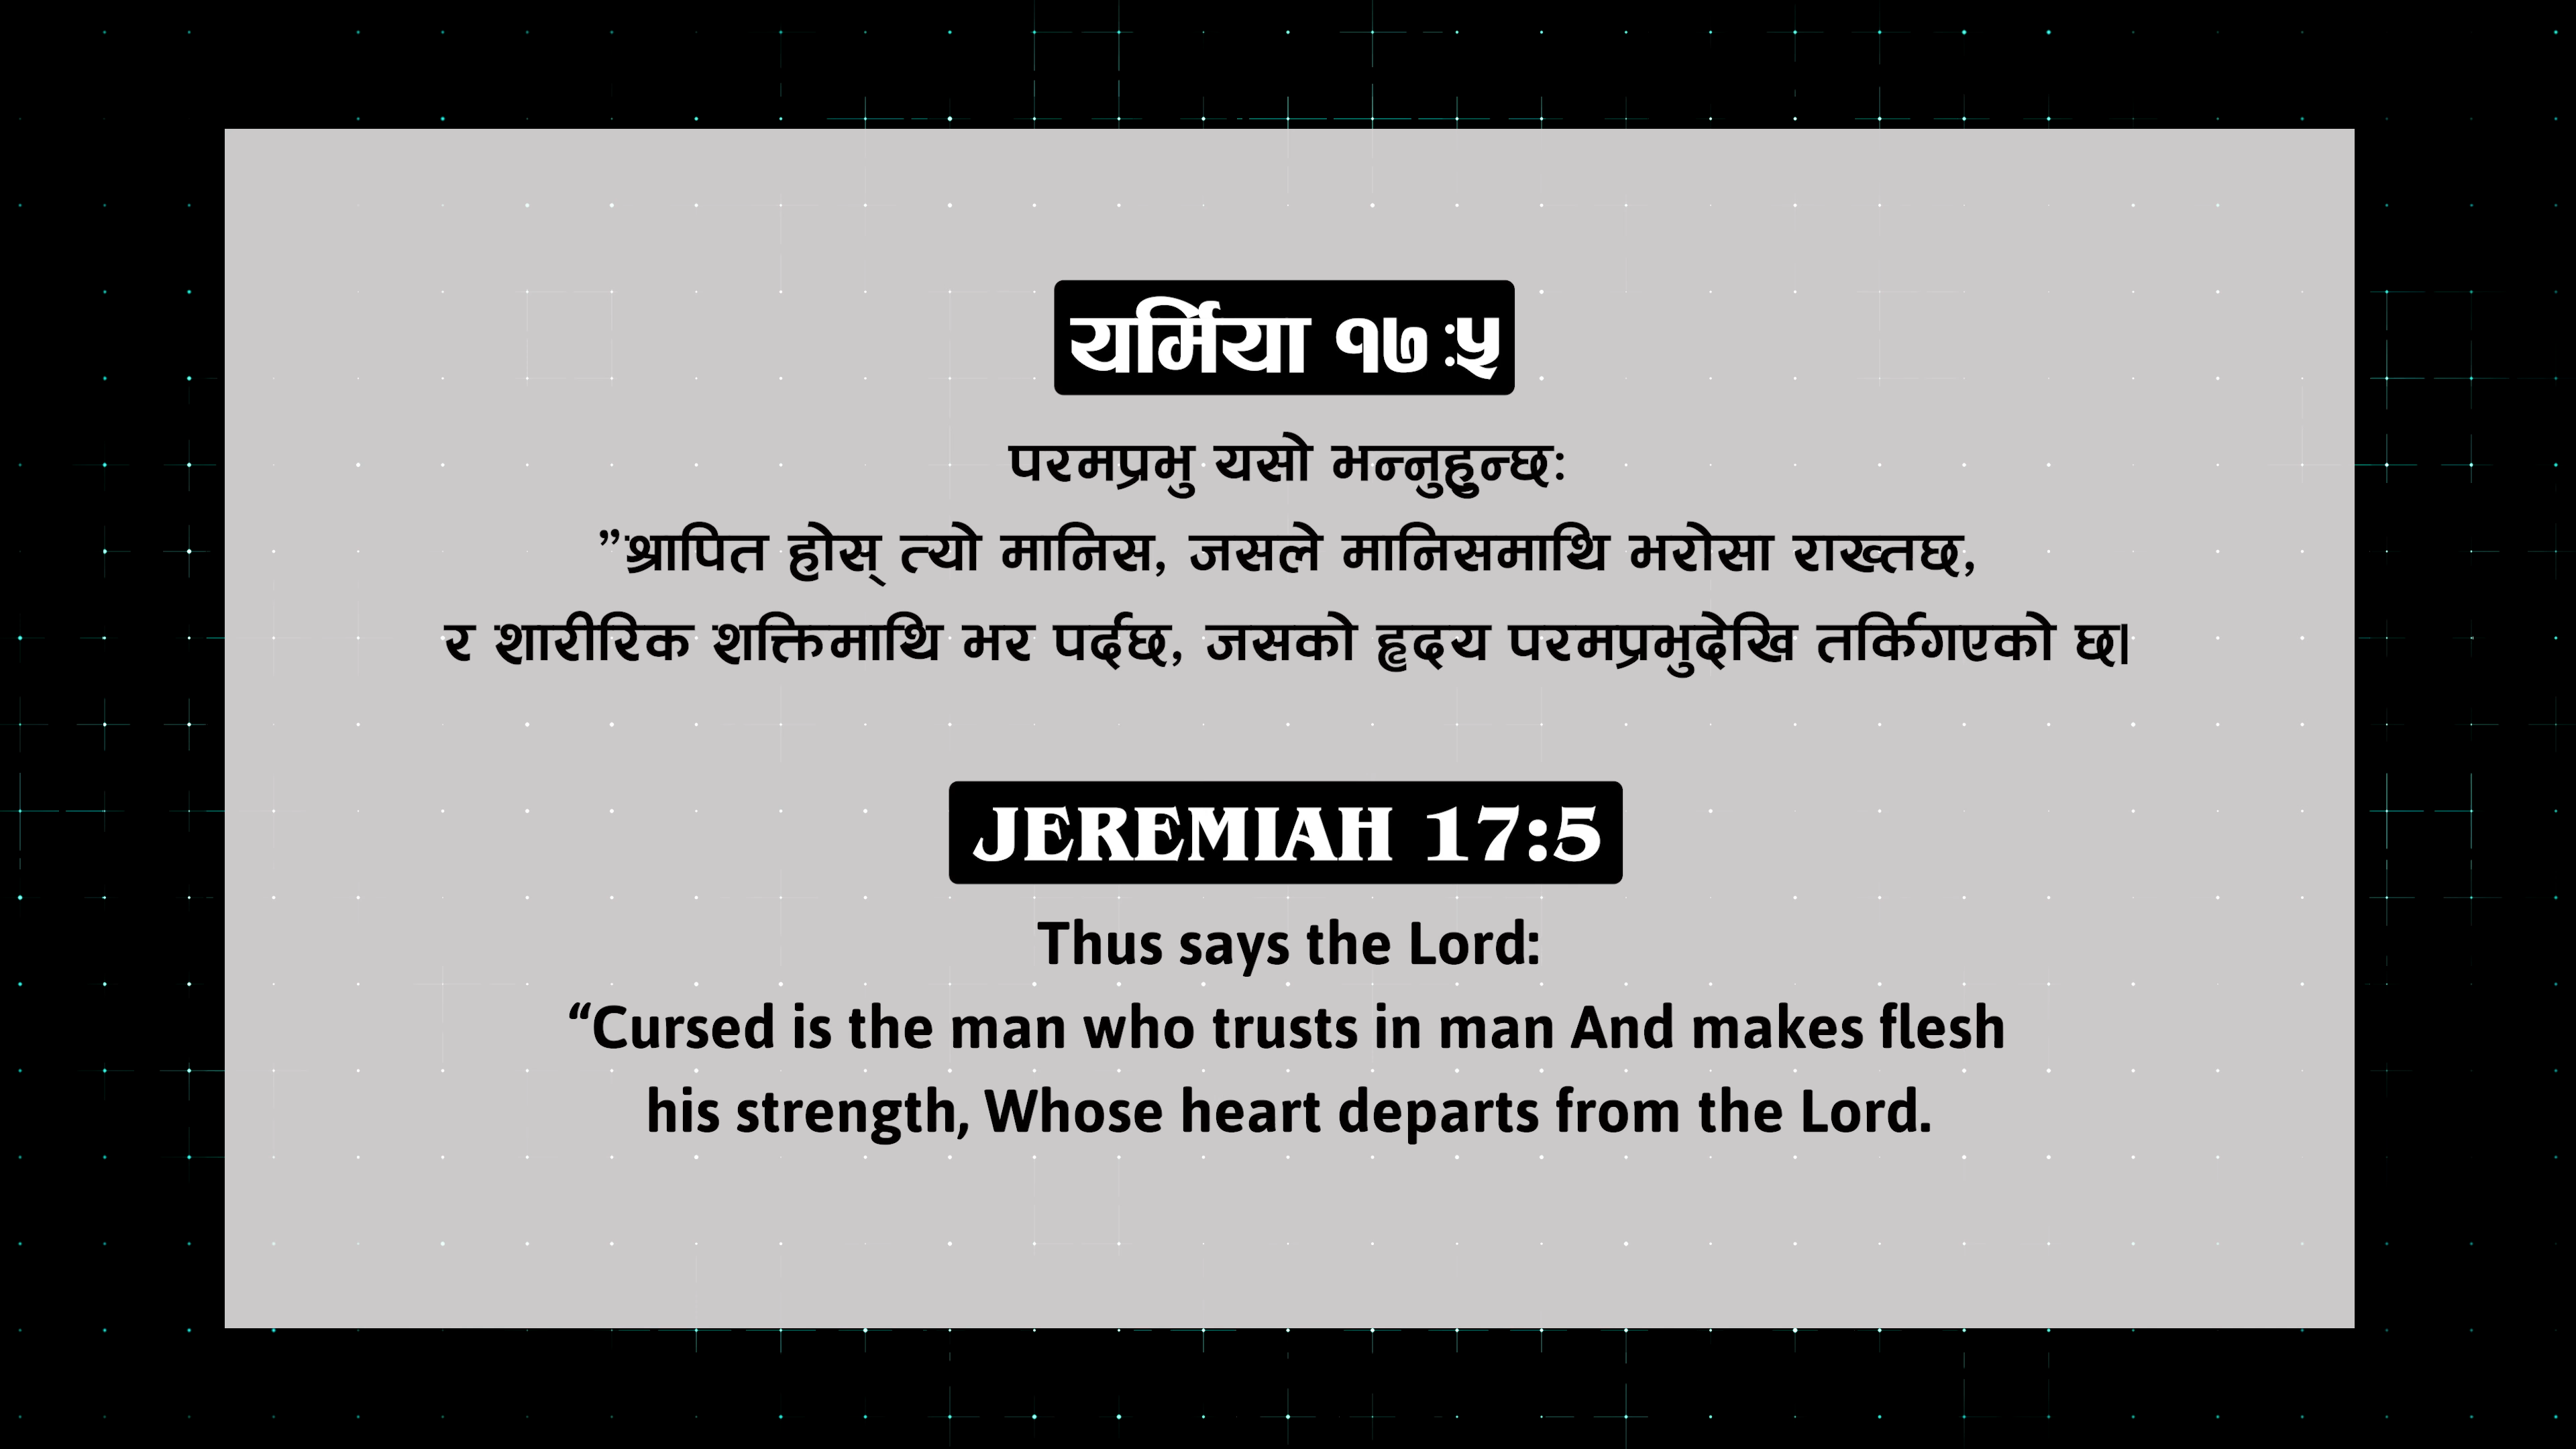 यर्मिया १७:५
परमप्रभु यसो भन्नुहुन्छः
”श्रापित होस् त्यो मानिस, जसले मानिसमाथि भरोसा राख्तछ,
र शारीरिक शक्तिमाथि भर पर्दछ, जसको हृदय परमप्रभुदेखि तर्किगएको छ।
JEREMIAH 17:5
Thus says the Lord:
“Cursed is the man who trusts in man And makes flesh
his strength, Whose heart departs from the Lord.